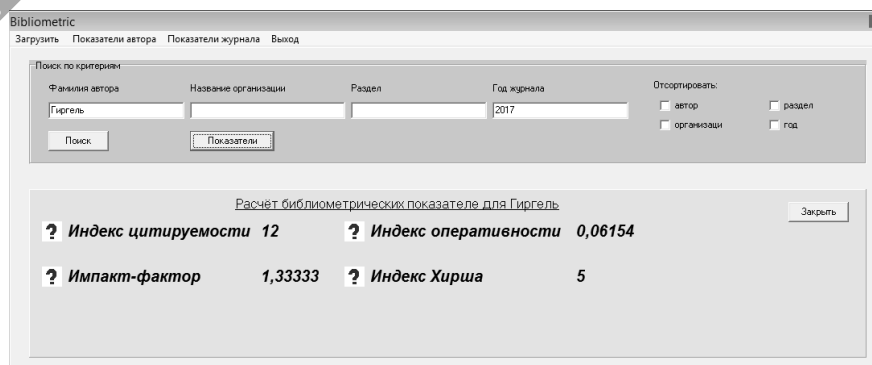 Bibliometric
Загрузить Показатели автора Показатели журнала Выход
Поиск по критериям
Фамилия автора Название организации Раздел Год журнала Отсортировать:
Гиргель 2017 автор раздел
Поиск Показатели организаци год
Расчёт библиометрических показателе для Гиргель
Закрыть
? Индекс цитируемости 12 ? Индекс оперативности 0,06154
? Импакт-фактор 1,33333 ? Индекс Хирша 5